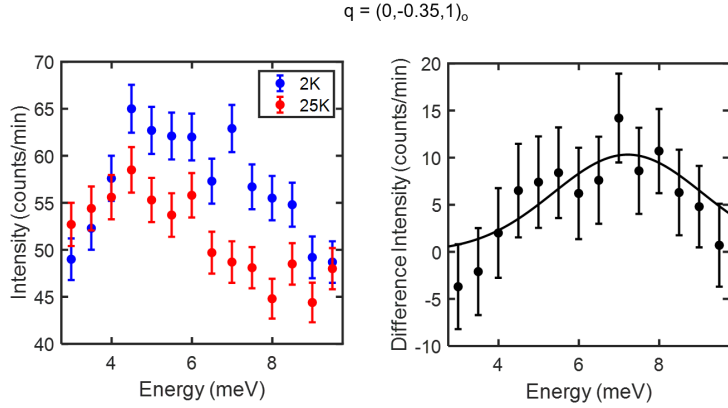 q = (0,-0.35,1)ₒ
70
65
60
55
50
45
40
Intensity (counts/min)
2K
25K
4
6
8
Energy (meV)
20
15
10
5
0
-5
-10
Difference Intensity (counts/min)
4
6
8
Energy (meV)